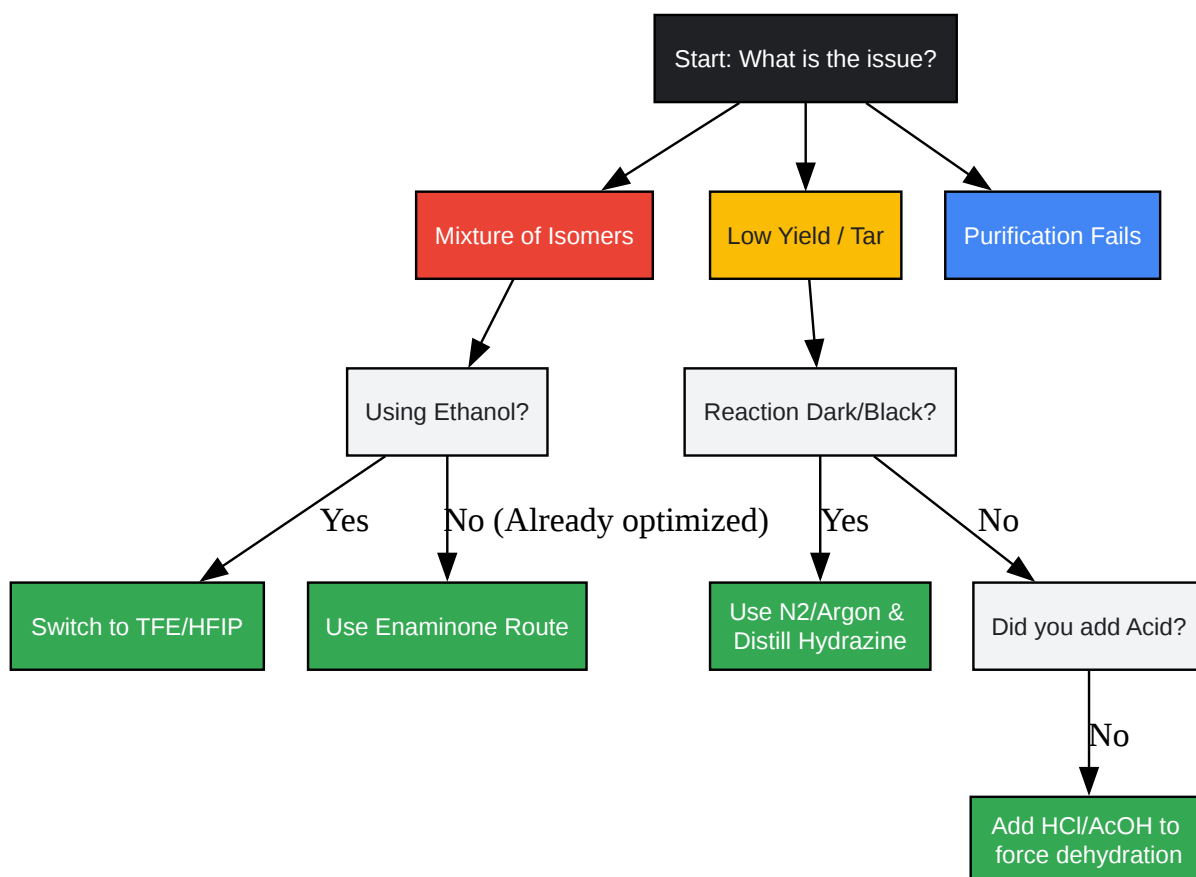 Start: What is the issue?
Mixture of Isomers
Low Yield / Tar
Purification Fails
Using Ethanol?
Reaction Dark/Black?
Yes
No (Already optimized)
Yes
No
Switch to TFE/HFIP
Use Enaminone Route
Use N2/Argon &
Distill Hydrazine
Did you add Acid?
No
Add HCl/AcOH to
force dehydration